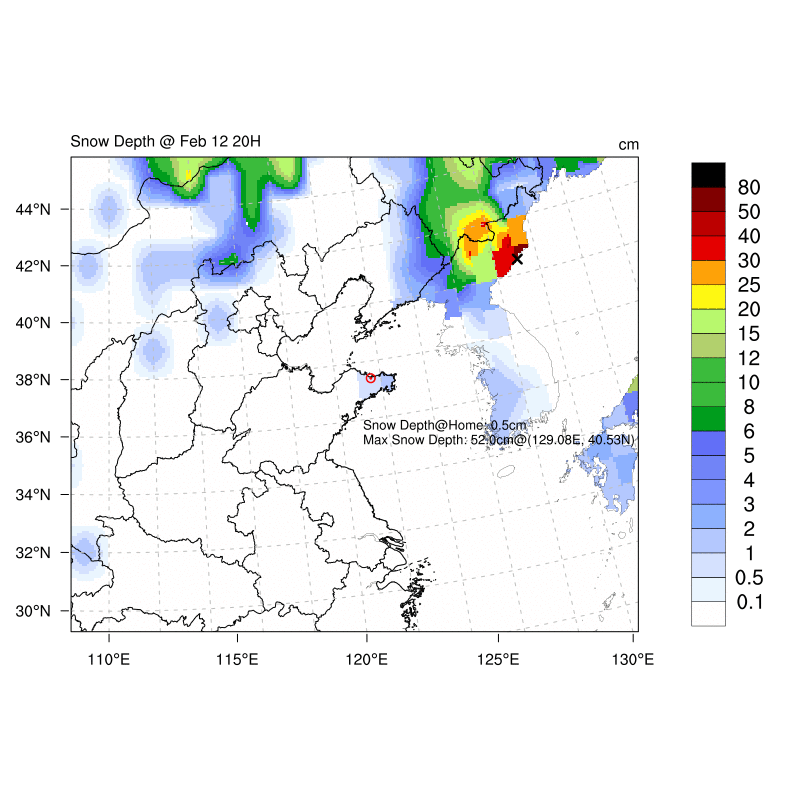 Snow Depth @ Feb 12 20H
cm
44°N
42°N
40°N
38°N
36°N
34°N
32°N
30°N
110°E
115°E
120°E
125°E
130°E
Snow Depth@Home: 0.5cm
Max Snow Depth: 52.0cm@(129.08E, 40.53N)
80
50
40
30
25
20
15
12
10
8
6
5
4
3
2
1
0.5
0.1